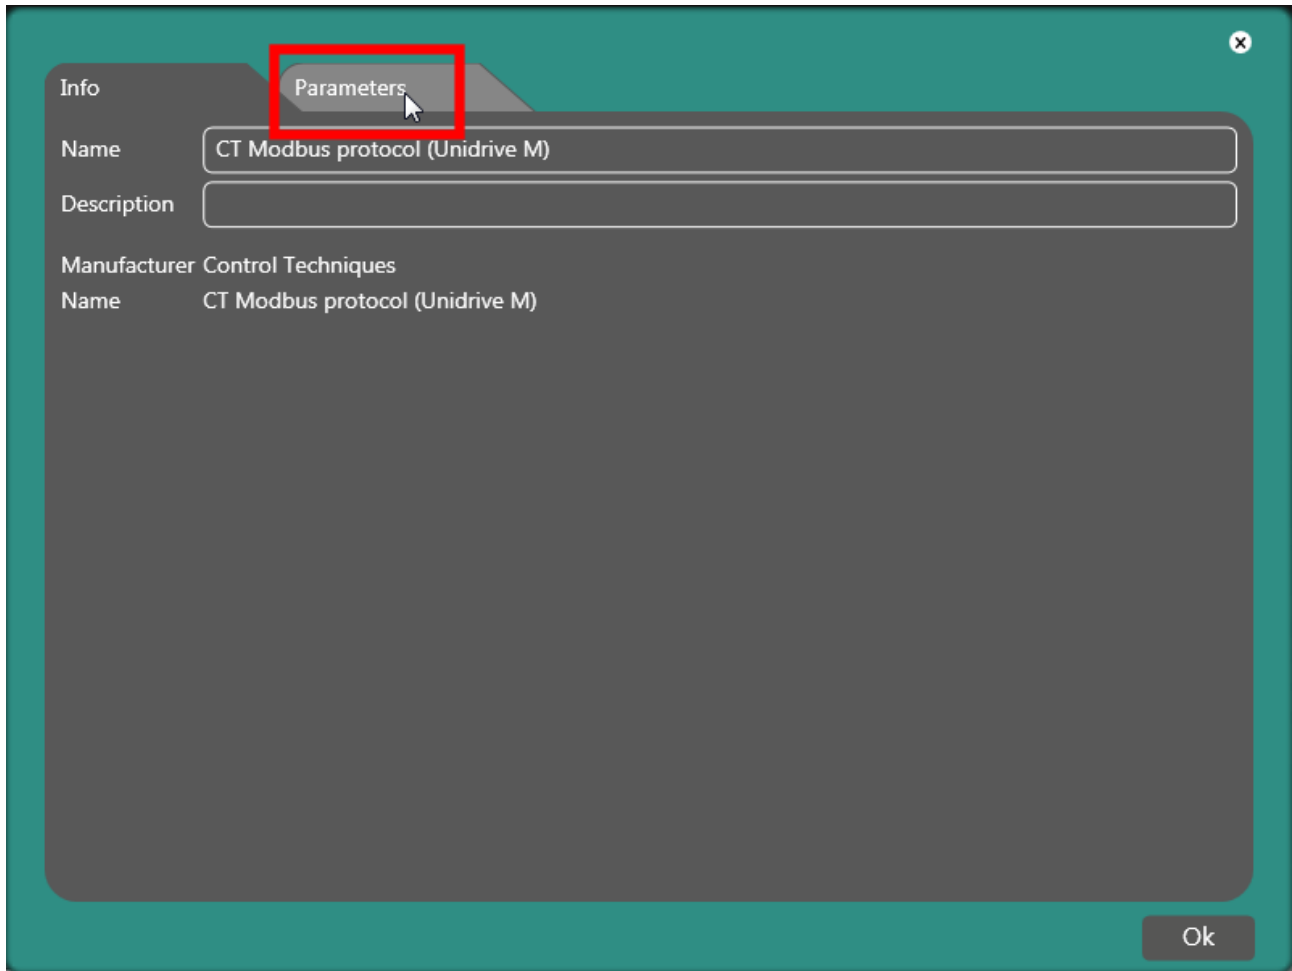 Info
Parameters
Name CT Modbus protocol (Unidrive M)
Description
Manufacturer Control Techniques
Name CT Modbus protocol (Unidrive M)
Ok